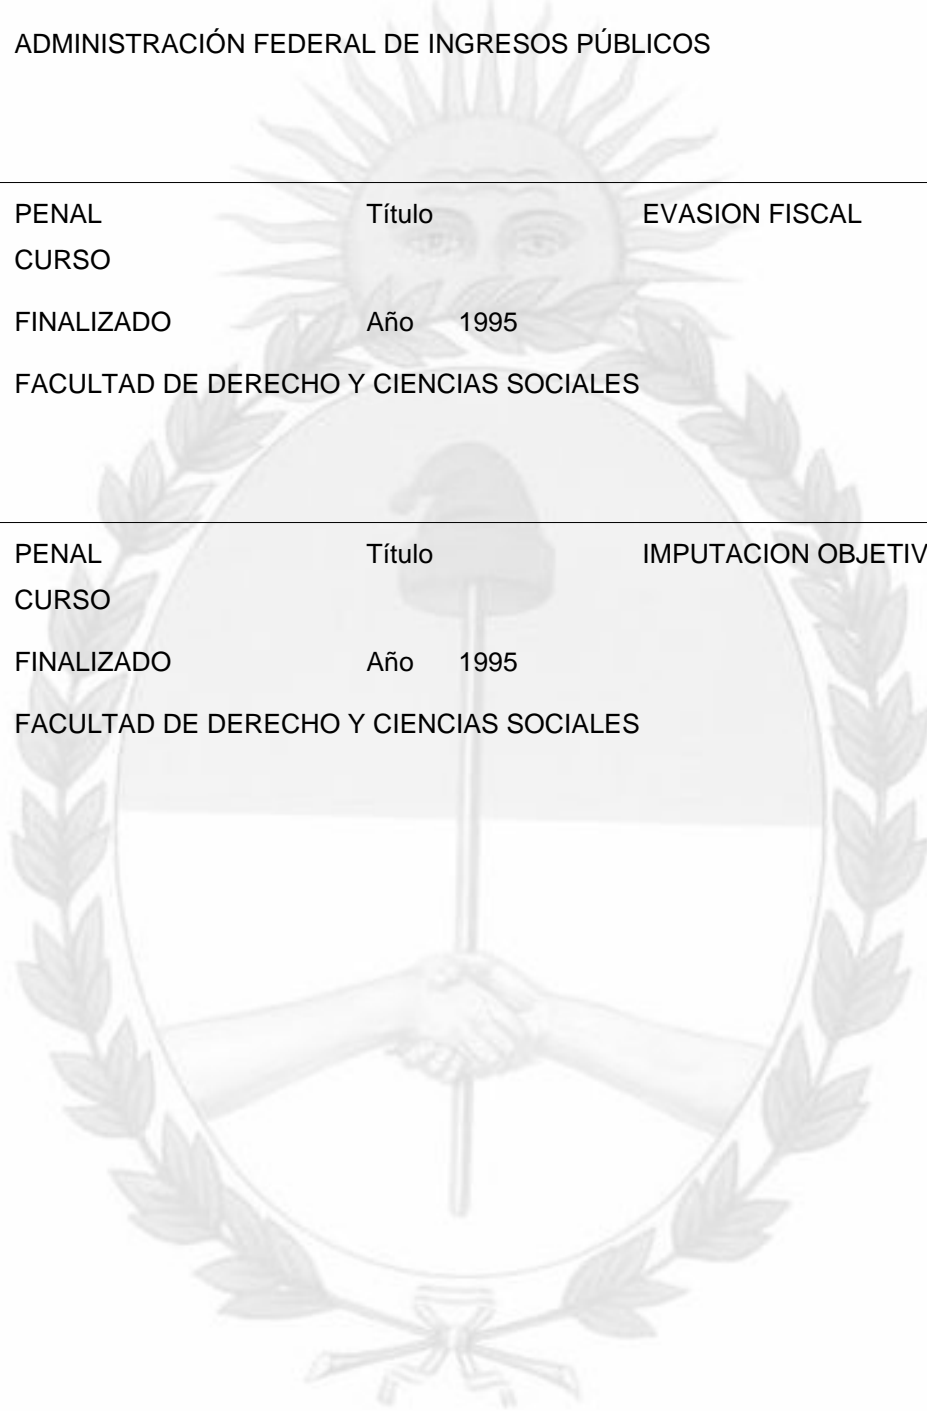 ADMINISTRACIÓN FEDERAL DE INGRESOS PÚBLICOS
PENAL Título EVASION FISCAL
CURSO
FINALIZADO Año 1995
FACULTAD DE DERECHO Y CIENCIAS SOCIALES
PENAL Título IMPUTACION OBJETIV
CURSO
FINALIZADO Año 1995
FACULTAD DE DERECHO Y CIENCIAS SOCIALES